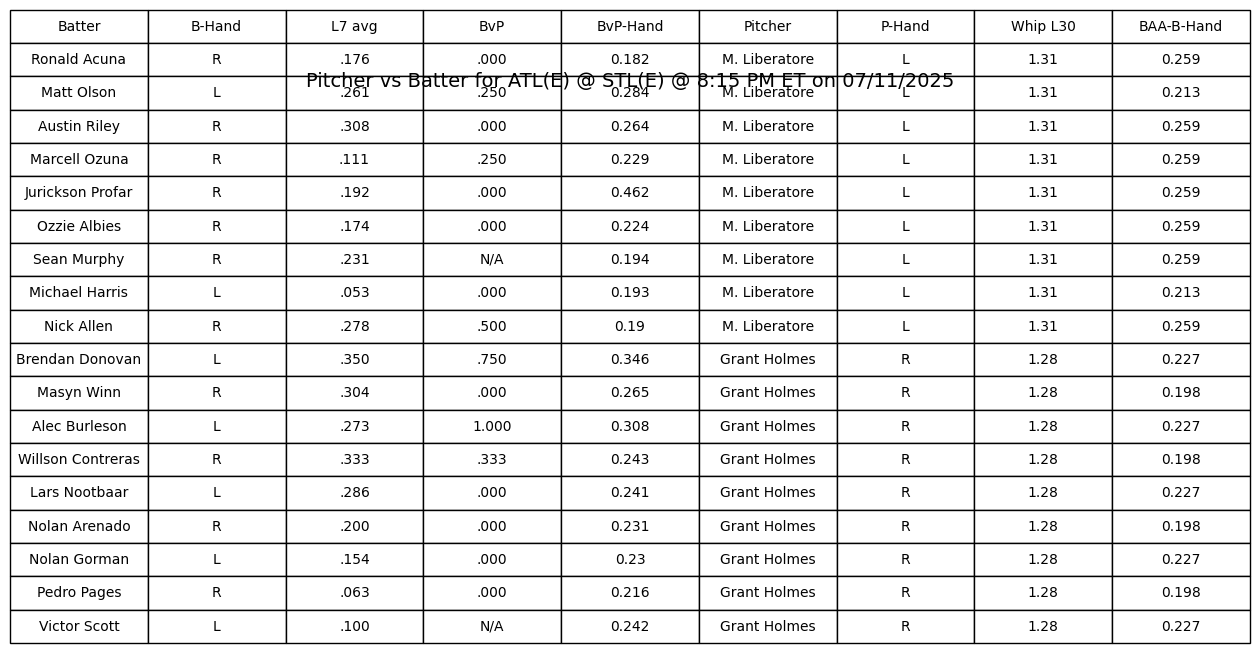 Batter B-Hand L7 avg BvP BvP-Hand Pitcher P-Hand Whip L30 BAA-B-Hand
Ronald Acuna R .176 .000 0.182 M. Liberatore L 1.31 0.259
Pitcher vs Batter for ATL(E) @ STL(E) @ 8:15 PM ET on 07/11/2025
Matt Olson L .261 .250 0.284 M. Liberatore L 1.31 0.213
Austin Riley R .308 .000 0.264 M. Liberatore L 1.31 0.259
Marcell Ozuna R .111 .250 0.229 M. Liberatore L 1.31 0.259
Jurickson Profar R .192 .000 0.462 M. Liberatore L 1.31 0.259
Ozzie Albies R .174 .000 0.224 M. Liberatore L 1.31 0.259
Sean Murphy R .231 N/A 0.194 M. Liberatore L 1.31 0.259
Michael Harris L .053 .000 0.193 M. Liberatore L 1.31 0.213
Nick Allen R .278 .500 0.19 M. Liberatore L 1.31 0.259
Brendan Donovan L .350 .750 0.346 Grant Holmes R 1.28 0.227
Masyn Winn R .304 .000 0.265 Grant Holmes R 1.28 0.198
Alec Burleson L .273 1.000 0.308 Grant Holmes R 1.28 0.227
Willson Contreras R .333 .333 0.243 Grant Holmes R 1.28 0.198
Lars Nootbaar L .286 .000 0.241 Grant Holmes R 1.28 0.227
Nolan Arenado R .200 .000 0.231 Grant Holmes R 1.28 0.198
Nolan Gorman L .154 .000 0.23 Grant Holmes R 1.28 0.227
Pedro Pages R .063 .000 0.216 Grant Holmes R 1.28 0.198
Victor Scott L .100 N/A 0.242 Grant Holmes R 1.28 0.227